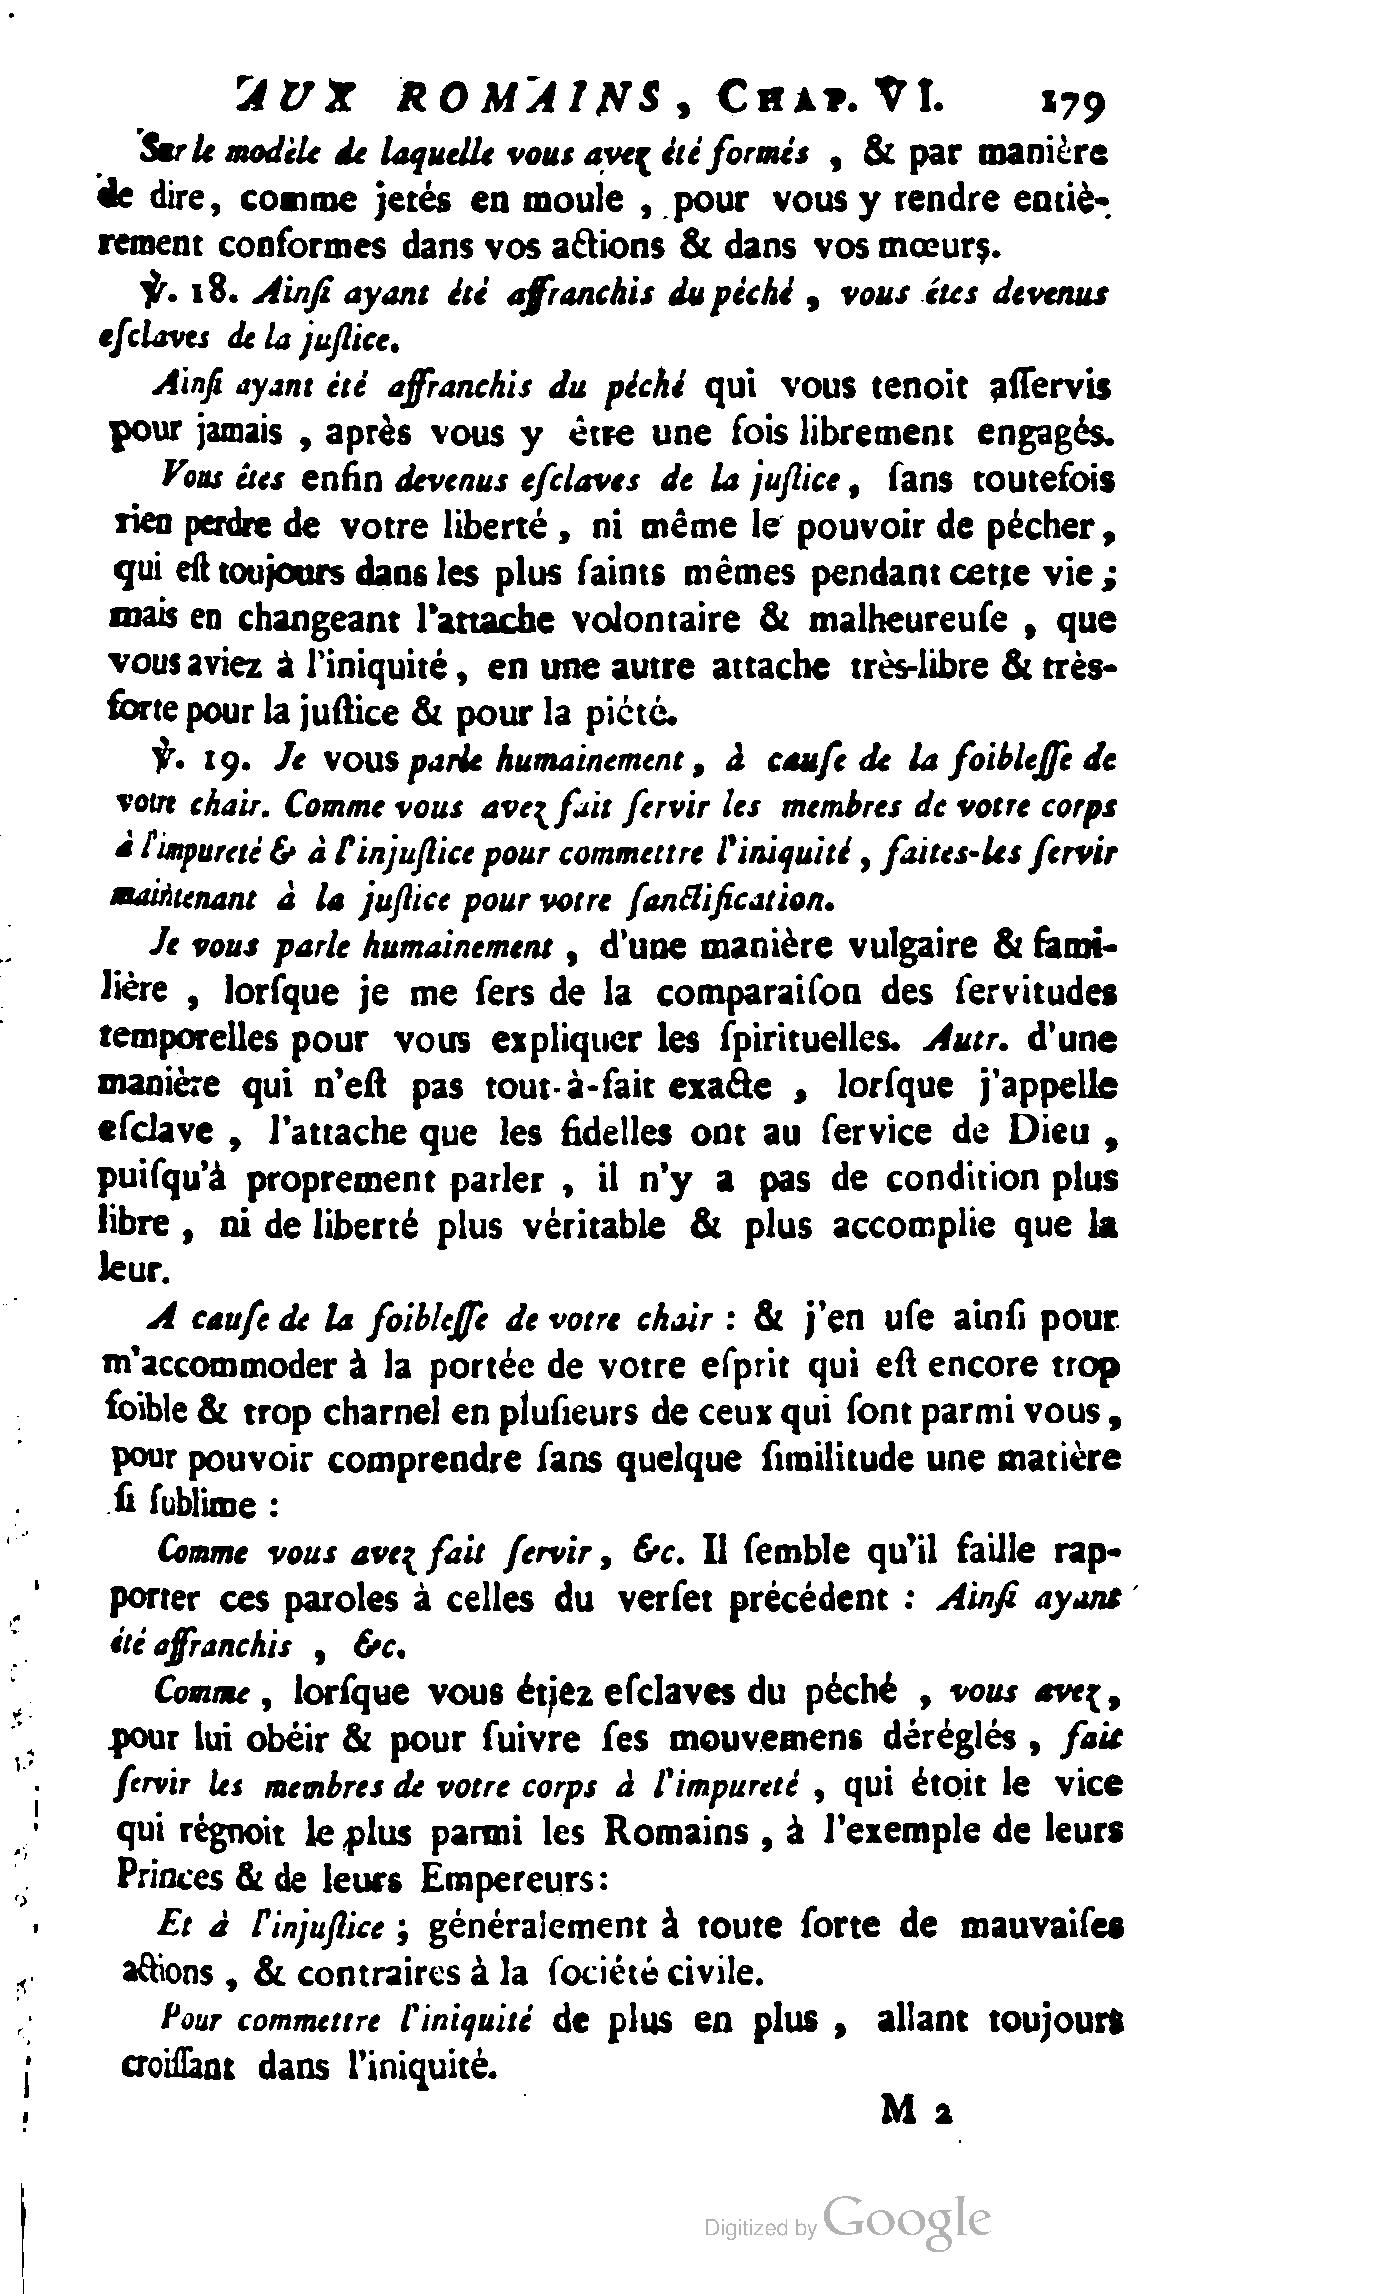 AUX ROMAINS, CHAP. VI. 179
Sur le modèle de laquelle vous avez été formés, & par manière
de dire, comme jetés en moule, pour vous y rendre entiè-
rement conformes dans vos actions & dans vos mœurs.
℣. 18. Ainſi ayant été affranchis du péché, vous êtes devenus
eſclaves de la juſtice.
Ainſi ayant été affranchis du péché qui vous tenoit aſſervis
pour jamais, après vous y être une fois librement engagés.
Vous êtes enfin devenus eſclaves de la juſtice, ſans toutefois
rien perdre de votre liberté, ni même le pouvoir de pécher,
qui eſt toujours dans les plus ſaints mêmes pendant cette vie;
mais en changeant l'attache volontaire & malheureuſe, que
vous aviez à l'iniquité, en une autre attache très-libre & très-
forte pour la juſtice & pour la piété.
℣. 19. Je vous parle humainement, à cauſe de la foibleſſe de
votre chair. Comme vous avez fait ſervir les membres de votre corps
à l'impureté & à l'injuſtice pour commettre l'iniquité, faites-les ſervir
maintenant à la juſtice pour votre ſanctification.
Je vous parle humainement, d'une manière vulgaire & fami-
lière, lorſque je me ſers de la comparaiſon des ſervitudes
temporelles pour vous expliquer les ſpirituelles. Autr. d'une
manière qui n'eſt pas tout-à-fait exacte, lorſque j'appelle
eſclave, l'attache que les fidelles ont au ſervice de Dieu,
puiſqu'à proprement parler, il n'y a pas de condition plus
libre, ni de liberté plus véritable & plus accomplie que la
leur.
A cauſe de la foibleſſe de votre chair : & j'en uſe ainſi pour
m'accommoder à la portée de votre eſprit qui eſt encore trop
foible & trop charnel en pluſieurs de ceux qui ſont parmi vous,
pour pouvoir comprendre ſans quelque ſimilitude une matière
ſi ſublime :
Comme vous avez fait ſervir, &c. Il ſemble qu'il faille rap-
porter ces paroles à celles du verſet précédent : Ainſi ayant
été affranchis, &c.
Comme, lorſque vous étiez eſclaves du péché, vous avez,
pour lui obéir & pour ſuivre ſes mouvemens déréglés, fait
ſervir les membres de votre corps à l'impureté, qui étoit le vice
qui régnoit le plus parmi les Romains, à l'exemple de leurs
Princes & de leurs Empereurs:
Et à l'injuſtice; généralement à toute ſorte de mauvaiſes
actions, & contraires à la ſociété civile.
Pour commettre l'iniquité de plus en plus, allant toujours
croiſſant dans l'iniquité.
M 2
Digitized by Google